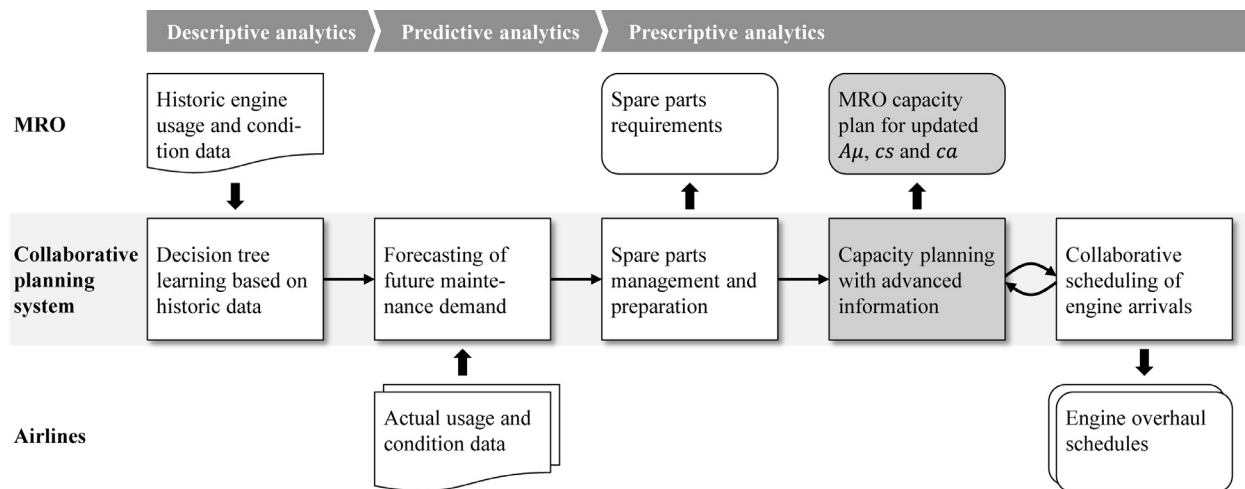 Descriptive analytics
Predictive analytics
Prescriptive analytics
MRO
Historic engine
usage and condi-
tion data
Spare parts
requirements
MRO capacity
plan for updated
Aμ, cs and ca
Collaborative
planning
system
Decision tree
learning based on
historic data
Forecasting of
future mainte-
nance demand
Spare parts
management and
preparation
Capacity planning
with advanced
information
Collaborative
scheduling of
engine arrivals
Airlines
Actual usage and
condition data
Engine overhaul
schedules